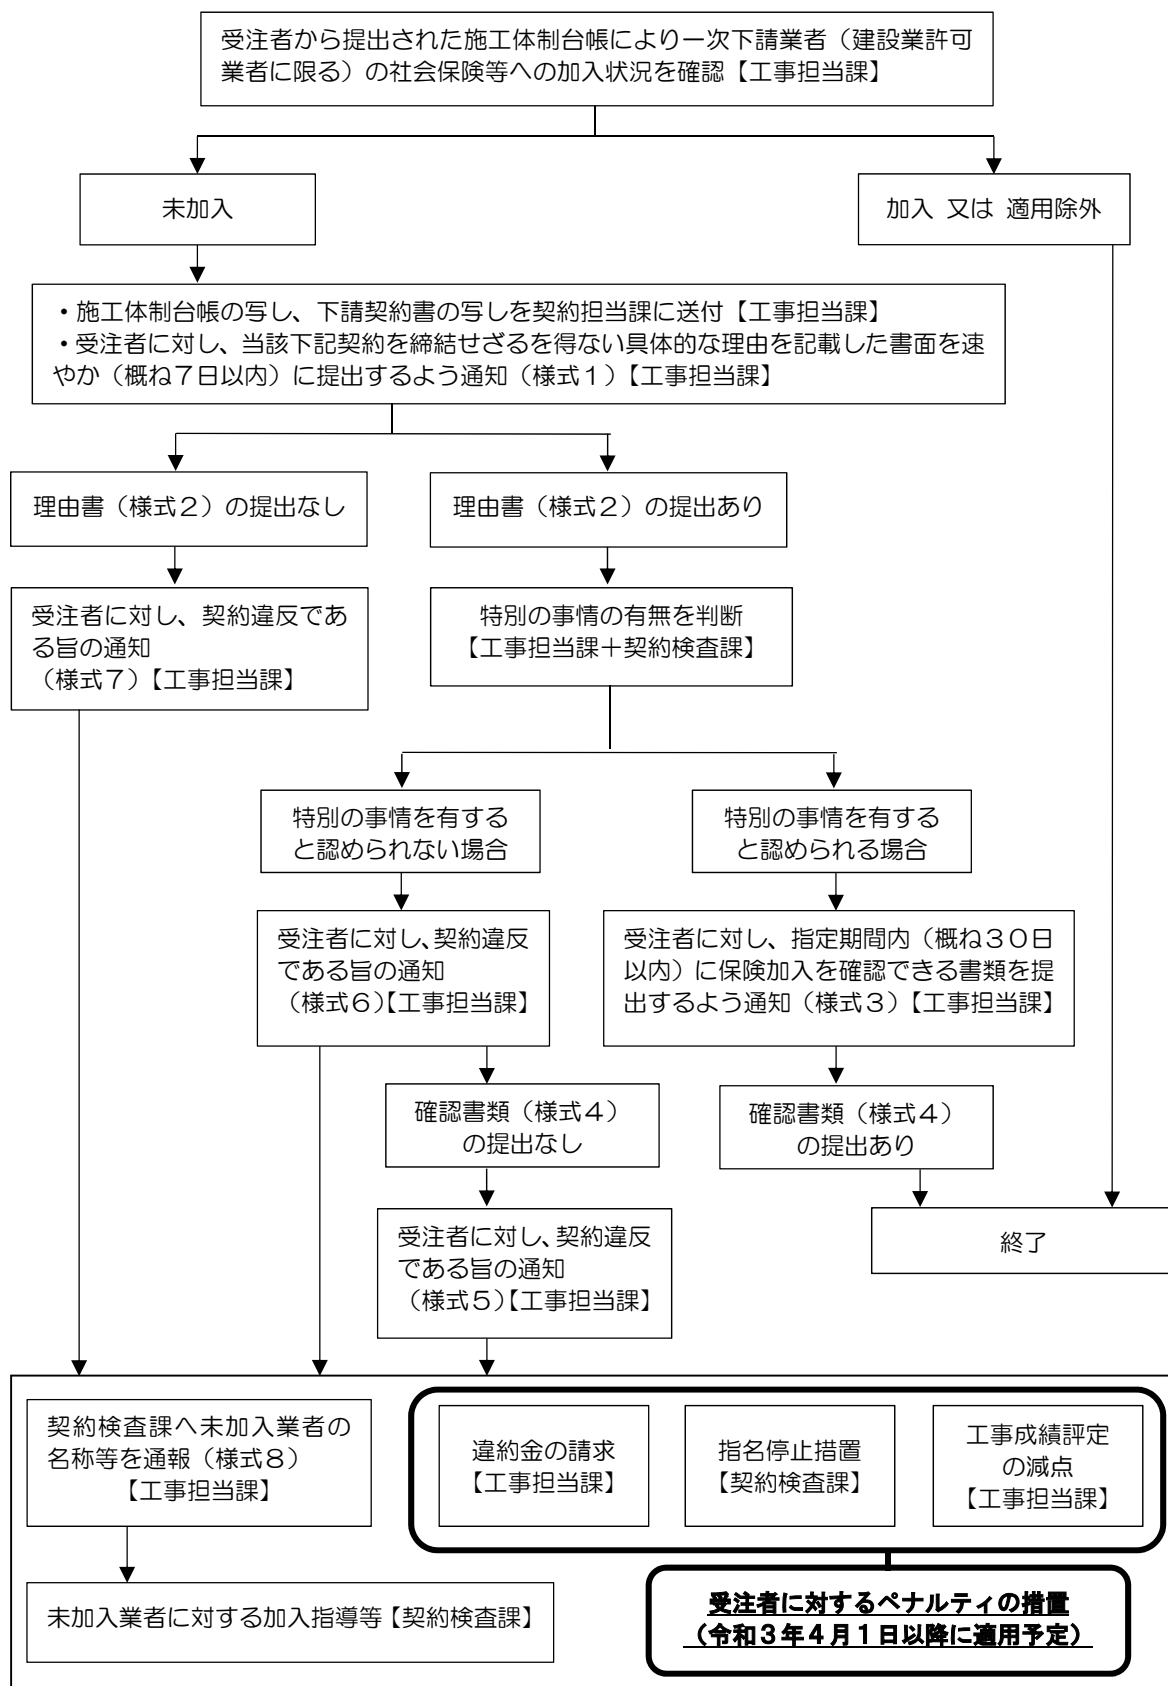 受注者から提出された施工体制台帳により一次下請業者（建設業許可
業者に限る）の社会保険等への加入状況を確認【工事担当課】
未加入
加入 又は 適用除外
・施工体制台帳の写し、下請契約書の写しを契約担当課に送付【工事担当課】
・受注者に対し、当該下記契約を締結せざるを得ない具体的な理由を記載した書面を速
やか（概ね７日以内）に提出するよう通知（様式１）【工事担当課】
理由書（様式２）の提出なし
理由書（様式２）の提出あり
受注者に対し、契約違反であ
る旨の通知
（様式７）【工事担当課】
特別の事情の有無を判断
【工事担当課＋契約検査課】
特別の事情を有する
と認められない場合
特別の事情を有する
と認められる場合
受注者に対し、契約違反
である旨の通知
（様式６）【工事担当課】
受注者に対し、指定期間内（概ね３０日
以内）に保険加入を確認できる書類を提
出するよう通知（様式３）【工事担当課】
確認書類（様式４）
の提出なし
確認書類（様式４）
の提出あり
受注者に対し、契約違反
である旨の通知
（様式５）【工事担当課】
終了
契約検査課へ未加入業者の
名称等を通報（様式８）
【工事担当課】
違約金の請求
【工事担当課】
指名停止措置
【契約検査課】
工事成績評定
の減点
【工事担当課】
未加入業者に対する加入指導等【契約検査課】
受注者に対するペナルティの措置
（令和３年４月１日以降に適用予定）